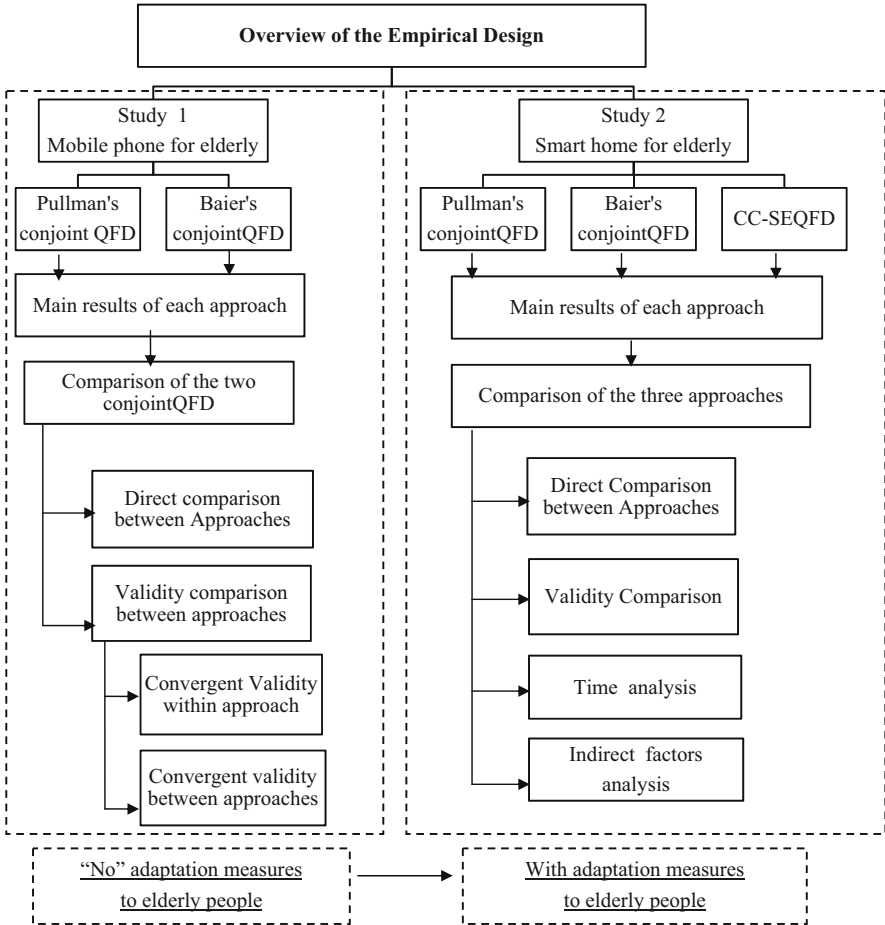 Overview of the Empirical Design
Study 1
Mobile phone for elderly
Pullman's
conjoint QFD
Baier's
conjointQFD
Main results of each approach
Comparison of the two
conjointQFD
Direct comparison
between Approaches
Validity comparison
between approaches
Convergent Validity
within approach
Convergent validity
between approaches
Study 2
Smart home for elderly
Pullman's
conjointQFD
Baier's
conjointQFD
CC-SEQFD
Main results of each approach
Comparison of the three approaches
Direct Comparison
between Approaches
Validity Comparison
Time analysis
Indirect factors
analysis
“No” adaptation measures
to elderly people
With adaptation measures
to elderly people